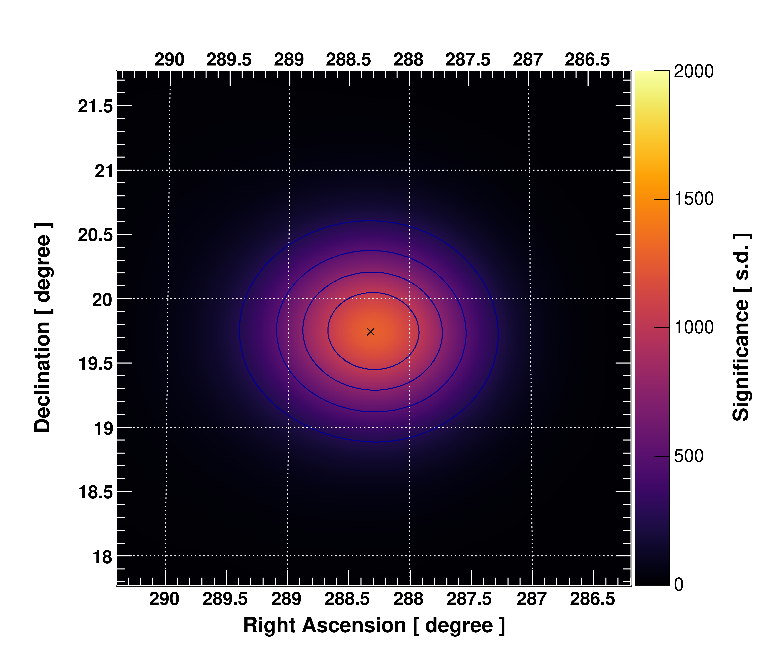 290 289.5 289 288.5 288 287.5 287 286.5
2000
21.5
21
1500
20.5
20
1000
19.5
19
500
18.5
18
0
290 289.5 289 288.5 288 287.5 287 286.5
Right Ascension [ degree ]
Declination [ degree ]
Significance [ s.d. ]